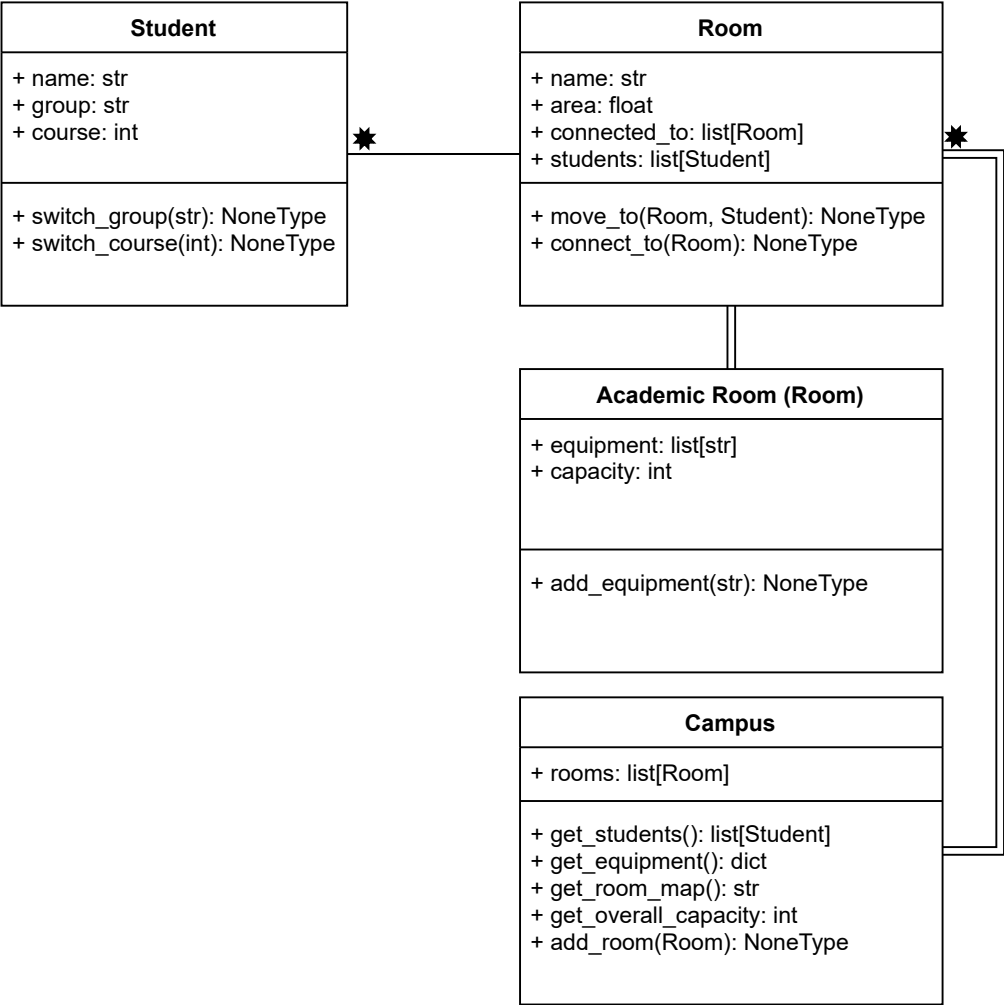 Student
+ name: str
+ group: str
+ course: int
+ switch_group(str): NoneType
+ switch_course(int): NoneType
Room
+ name: str
+ area: float
+ connected_to: list[Room]
+ students: list[Student]
+ move_to(Room, Student): NoneType
+ connect_to(Room): NoneType
Academic Room (Room)
+ equipment: list[str]
+ capacity: int
+ add_equipment(str): NoneType
Campus
+ rooms: list[Room]
+ get_students(): list[Student]
+ get_equipment(): dict
+ get_room_map(): str
+ get_overall_capacity: int
+ add_room(Room): NoneType